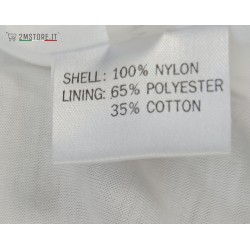 2MSTORE.IT
SHELL: 100% NYLON
LINING: 65% POLYESTER
35% COTTON